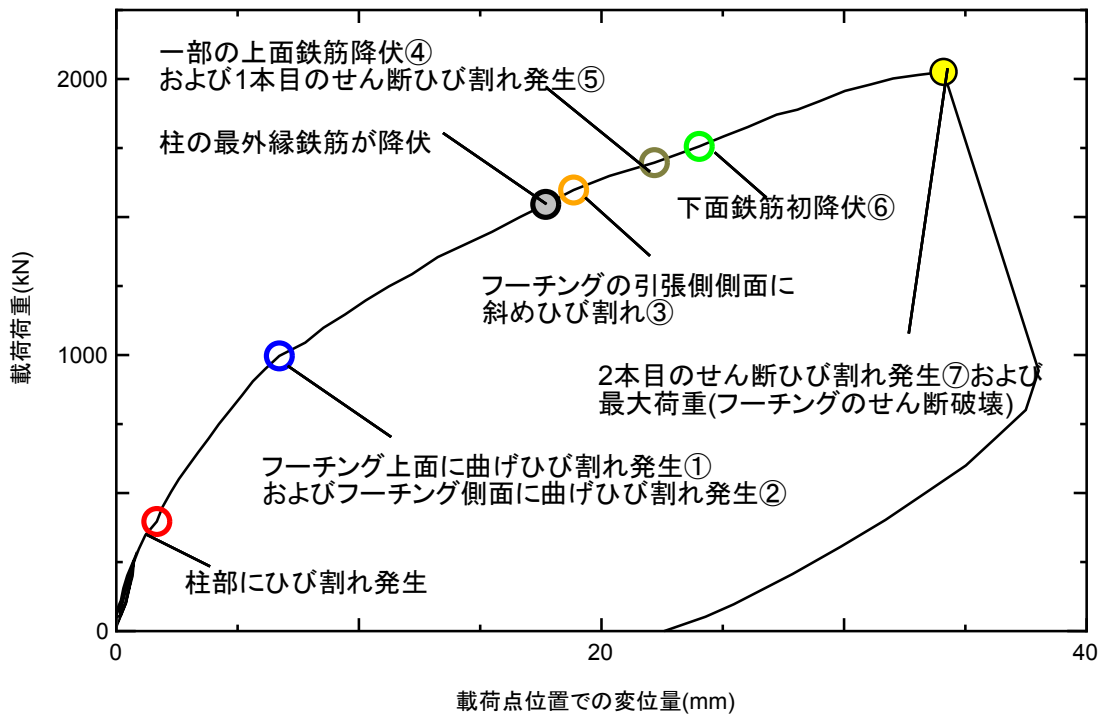 一部の上面鉄筋降伏④
および1本目のせん断ひび割れ発生⑤
2000
柱の最外縁鉄筋が降伏
下面鉄筋初降伏⑥
フーチングの引張側側面に
斜めひび割れ③
載荷荷重(kN)
1000
2本目のせん断ひび割れ発生⑦および
最大荷重(フーチングのせん断破壊)
フーチング上面に曲げひび割れ発生①
およびフーチング側面に曲げひび割れ発生②
柱部にひび割れ発生
0
0
20
40
載荷点位置での変位量(mm)